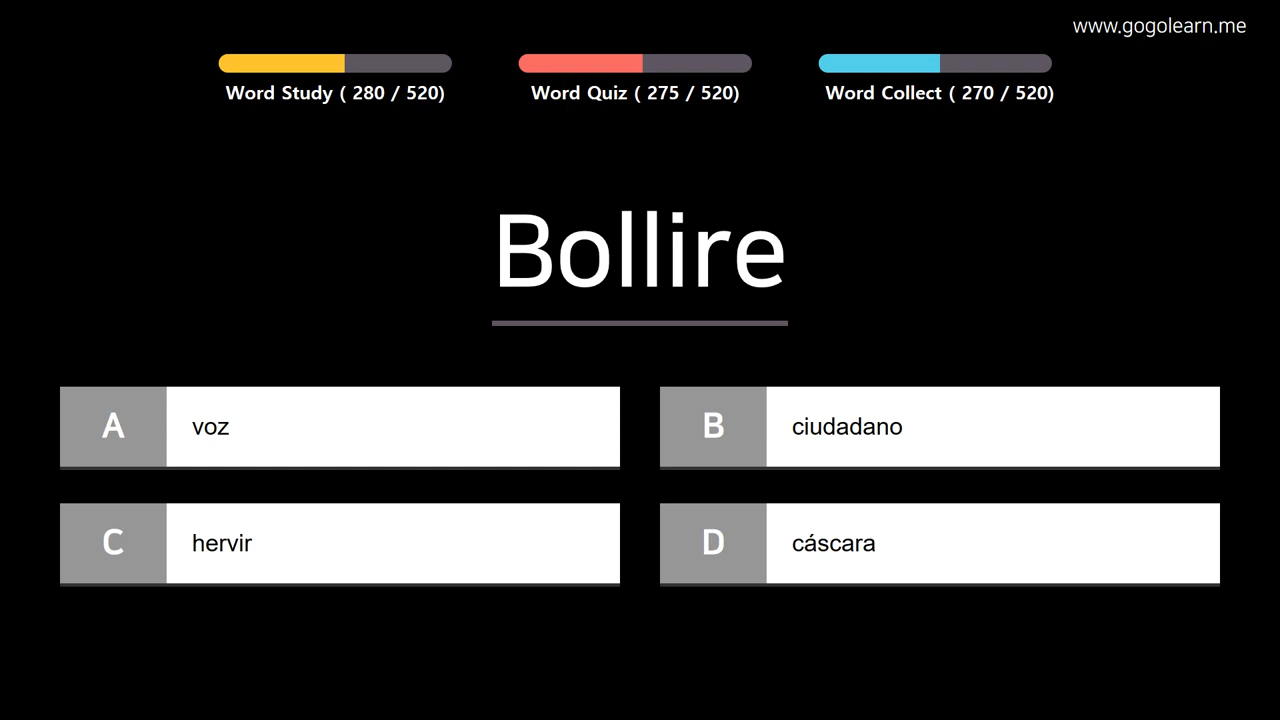 www.gogolearn.me
Word Study ( 280 / 520)
Word Quiz ( 275 / 520)
Word Collect ( 270 / 520)
Bollire
A voz
B ciudadano
C hervir
D cáscara